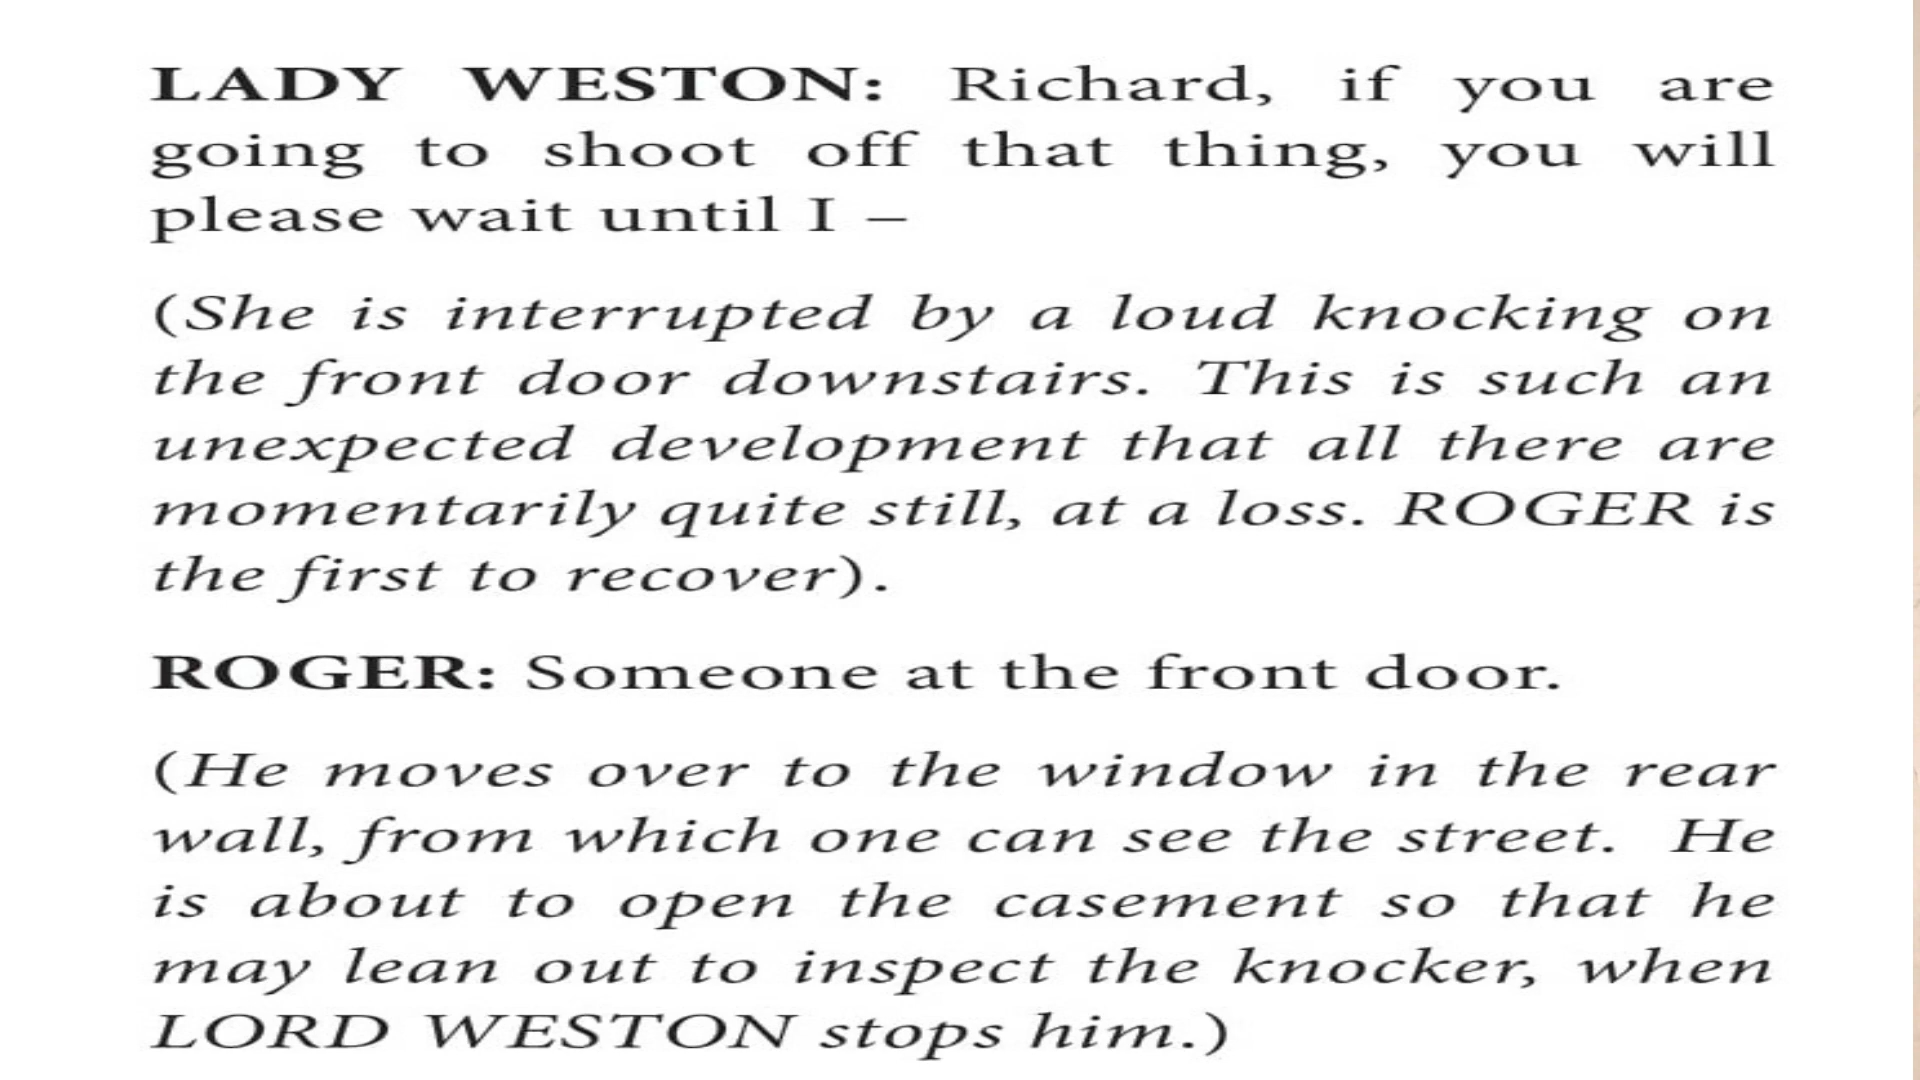 LADY WESTON: Richard, if you are
going to shoot off that thing, you will
please wait until I –
(She is interrupted by a loud knocking on
the front door downstairs. This is such an
unexpected development that all there are
momentarily quite still, at a loss. ROGER is
the first to recover).
ROGER: Someone at the front door.
(He moves over to the window in the rear
wall, from which one can see the street. He
is about to open the casement so that he
may lean out to inspect the knocker, when
LORD WESTON stops him.)